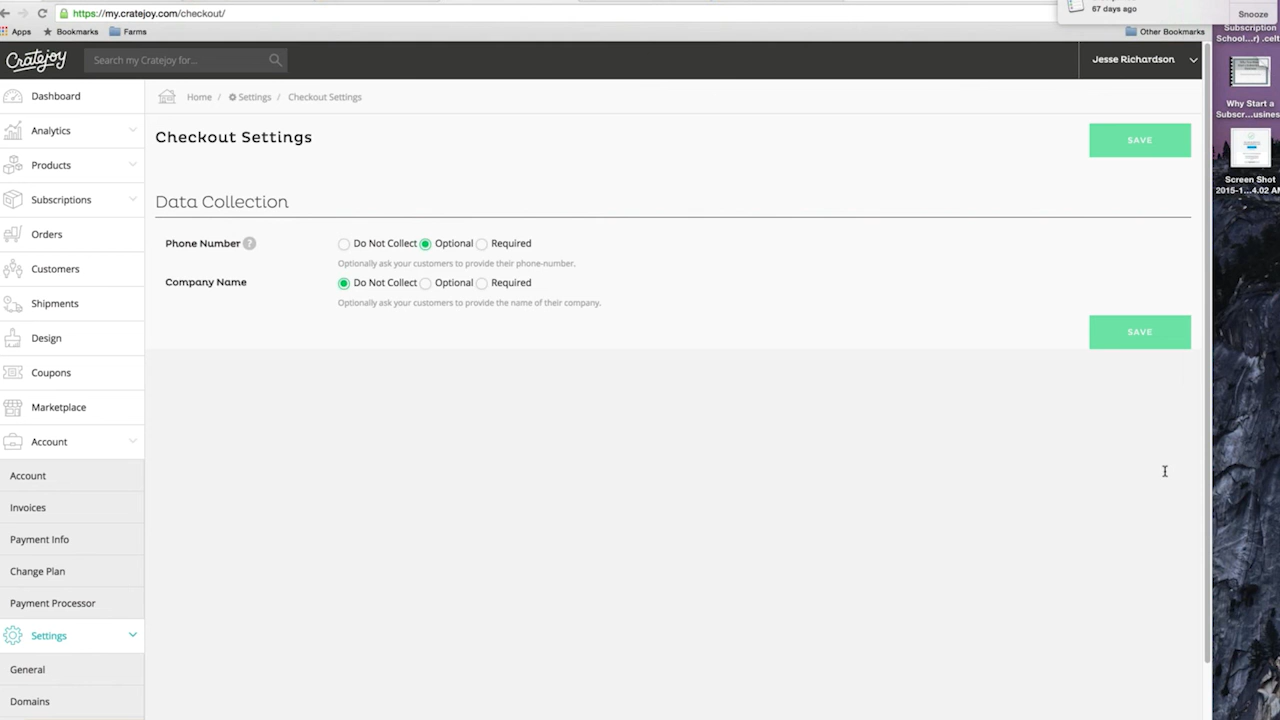 https://my.cratejoy.com/checkout/
67 days ago
Snooze
Apps
Bookmarks
Farms
Other Bookmarks
Subscription
School...r) .celt
Cratejoy
Search my Cratejoy for...
Jesse Richardson
Why Start a
Subscr...usines
Screen Shot
2015-1...4.02 AM
Dashboard
Analytics
Products
Subscriptions
Orders
Customers
Shipments
Design
Coupons
Marketplace
Account
Account
Invoices
Payment Info
Change Plan
Payment Processor
Settings
General
Domains
Home / Settings / Checkout Settings
Checkout Settings
SAVE
Data Collection
Phone Number ? Do Not Collect Optional Required
Optionally ask your customers to provide their phone-number.
Company Name Do Not Collect Optional Required
Optionally ask your customers to provide the name of their company.
SAVE